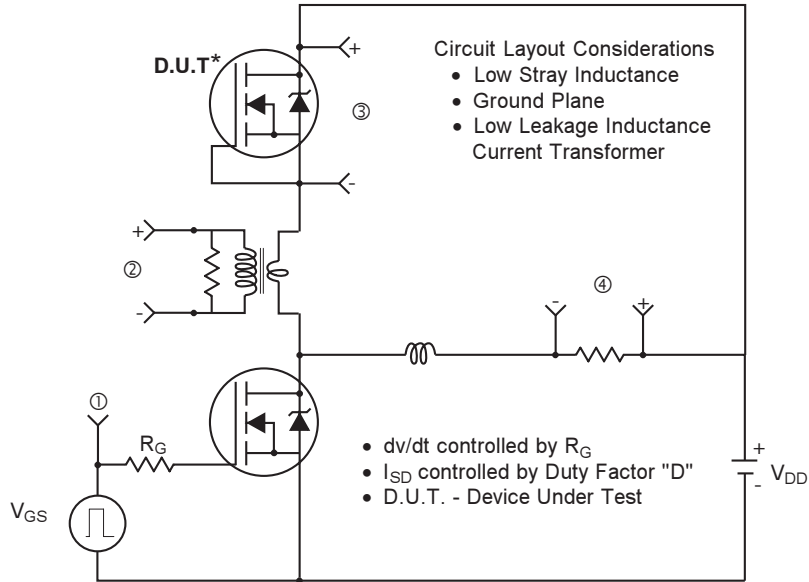 D.U.T*
+
③
-
Circuit Layout Considerations
• Low Stray Inductance
• Ground Plane
• Low Leakage Inductance
Current Transformer
+
②
-
④
-
+
①
R_G
V_GS
• dv/dt controlled by R_G
• I_SD controlled by Duty Factor "D"
• D.U.T. - Device Under Test
+
-
V_DD